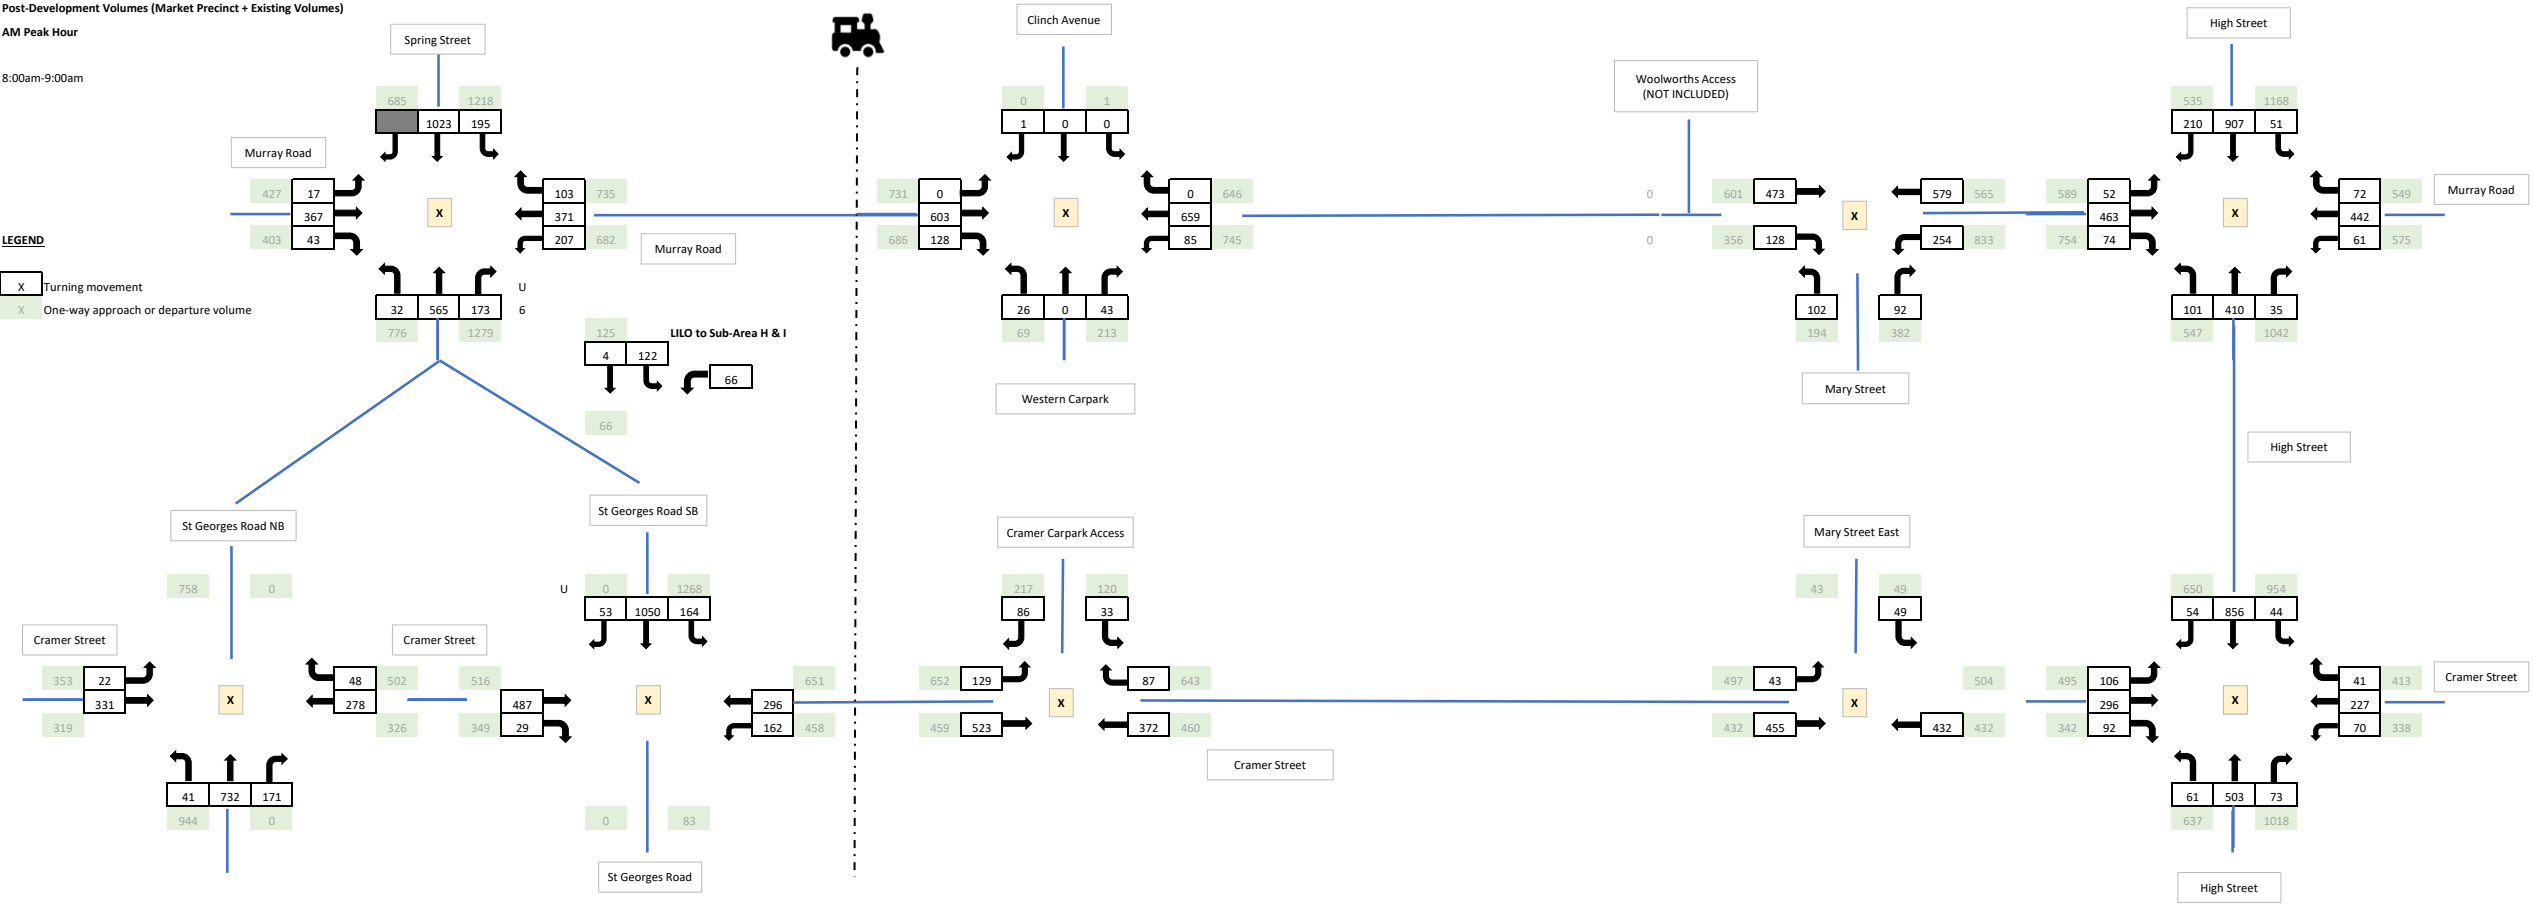 Post-Development Volumes (Market Precinct + Existing Volumes)
AM Peak Hour
8:00am-9:00am
LEGEND
X Turning movement
X One-way approach or departure volume
Spring Street
685 1218
1023 195
Murray Road
427 17
367
403 43
X
103 735
371
207 682
Murray Road
32 565 173
U
6
776 1279
125
LILO to Sub-Area H & I
4 122
66
66
Clinch Avenue
0 1
1 0 0
731 0
603
686 128
X
0 646
659
85 745
26 0 43
69 213
Western Carpark
Woolworths Access
(NOT INCLUDED)
0
0
601 473
356 128
X
579 565
254 833
102 92
194 382
Mary Street
High Street
535 1168
210 907 51
589 52
463
754 74
X
72 549
442
61 575
Murray Road
101 410 35
547 1042
High Street
St Georges Road NB
758 0
Cramer Street
353 22
331
319
X
48 502
278
326
Cramer Street
41 732 171
944 0
St Georges Road SB
U
0 1268
53 1050 164
516
487
349 29
X
651
296
162 458
0 83
St Georges Road
Cramer Carpark Access
217 120
86 33
652 129
459 523
X
87 643
372 460
Cramer Street
Mary Street East
43 49
49
497 43
432 455
X
504
432 432
650 954
54 856 44
495 106
296
342 92
X
41 413
227
70 338
Cramer Street
61 503 73
637 1018
High Street